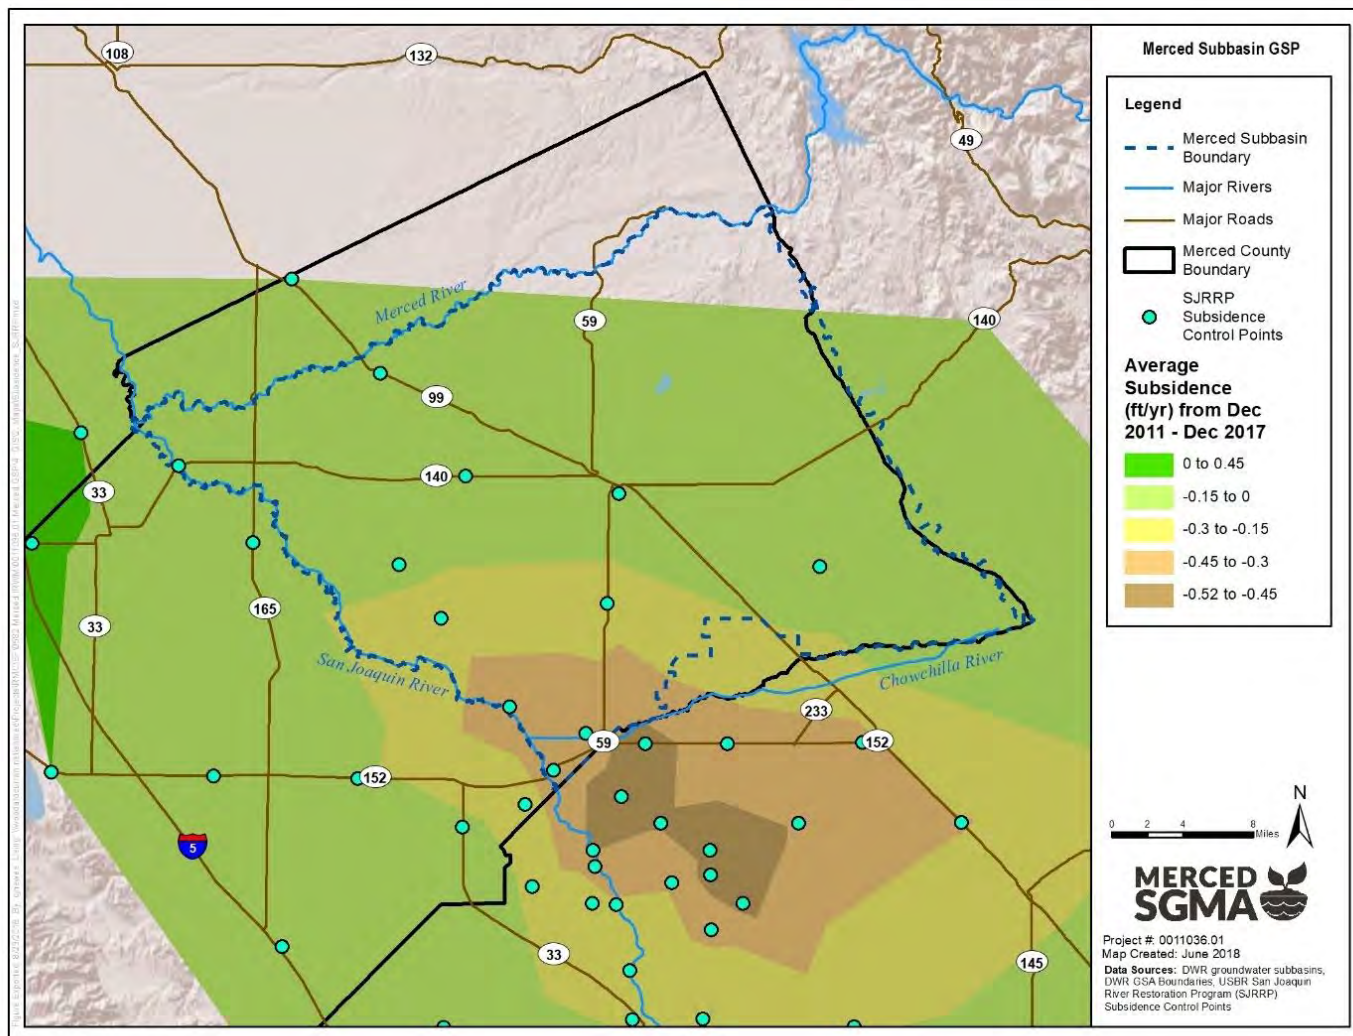 Merced Subbasin GSP
Legend
Merced Subbasin
Boundary
Major Rivers
Major Roads
Merced County
Boundary
SJRRP
Subsidence
Control Points
Average
Subsidence
(ft/yr) from Dec
2011 - Dec 2017
0 to 0.45
-0.15 to 0
-0.3 to -0.15
-0.45 to -0.3
-0.52 to -0.45
N
0 2 4 8
Miles
MERCED
SGMA
Project #: 0011036.01
Map Created: June 2018
Data Sources: DWR groundwater subbasins,
DWR GSA Boundaries, USBR San Joaquin
River Restoration Program (SJRRP)
Subsidence Control Points
108
132
49
Merced River
59
140
99
140
33
165
33
San Joaquin River
Chowchilla River
233
59
152
152
5
33
145